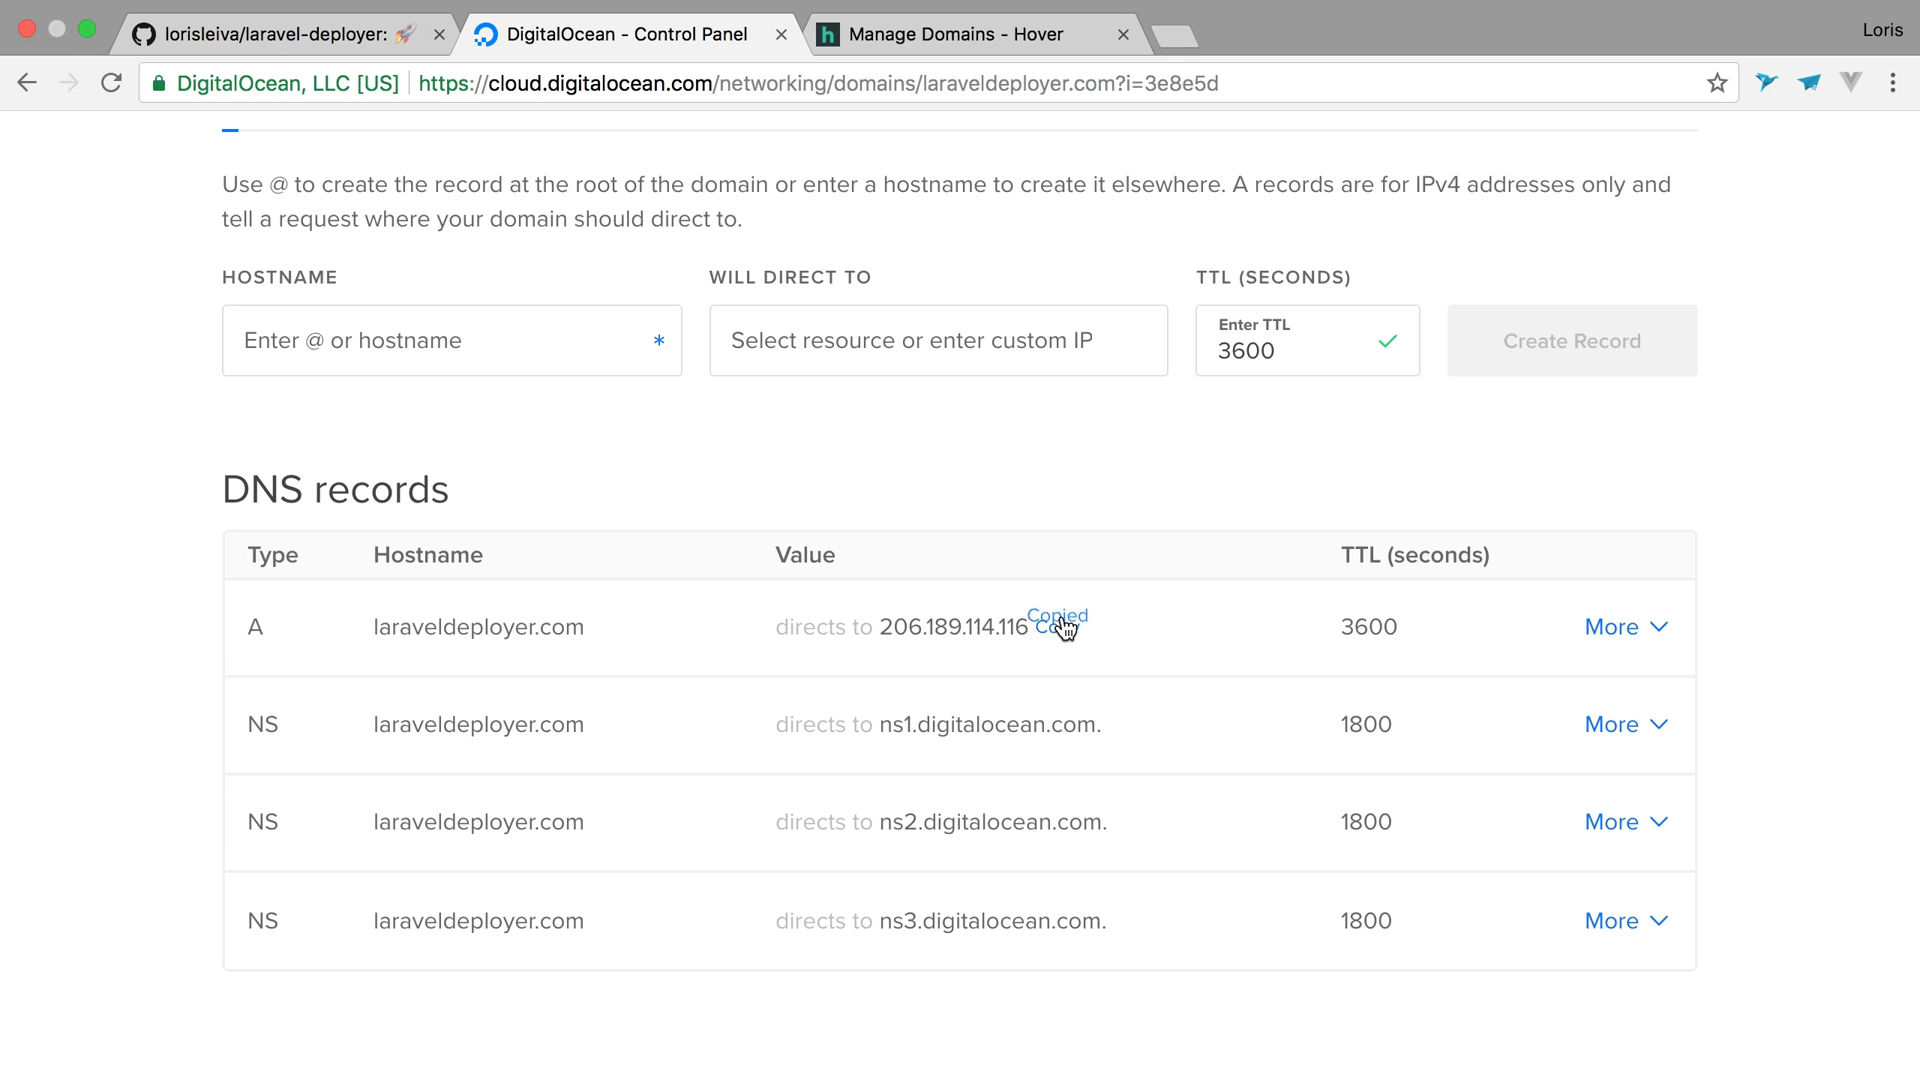 lorisleiva/laravel-deployer: 🚀
DigitalOcean - Control Panel
Manage Domains - Hover
Loris
DigitalOcean, LLC [US]
https://cloud.digitalocean.com/networking/domains/laraveldeployer.com?i=3e8e5d
Use @ to create the record at the root of the domain or enter a hostname to create it elsewhere. A records are for IPv4 addresses only and
tell a request where your domain should direct to.
HOSTNAME
WILL DIRECT TO
TTL (SECONDS)
Enter @ or hostname *
Select resource or enter custom IP
Enter TTL
3600
Create Record
DNS records
Type Hostname Value TTL (seconds)
Copied
A laraveldeployer.com directs to 206.189.114.116 3600 More
NS laraveldeployer.com directs to ns1.digitalocean.com. 1800 More
NS laraveldeployer.com directs to ns2.digitalocean.com. 1800 More
NS laraveldeployer.com directs to ns3.digitalocean.com. 1800 More